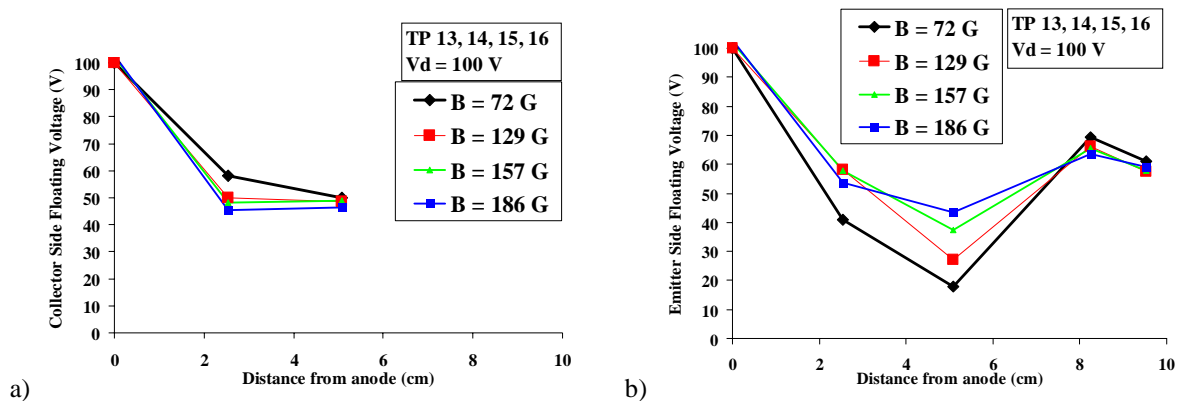 TP 13, 14, 15, 16
Vd = 100 V
B = 72 G
B = 129 G
B = 157 G
B = 186 G
Collector Side Floating Voltage (V)
100
90
80
70
60
50
40
30
20
10
0
0 2 4 6 8 10
Distance from anode (cm)
a)
TP 13, 14, 15, 16
Vd = 100 V
B = 72 G
B = 129 G
B = 157 G
B = 186 G
Emitter Side Floating Voltage (V)
100
90
80
70
60
50
40
30
20
10
0
0 2 4 6 8 10
Distance from anode (cm)
b)